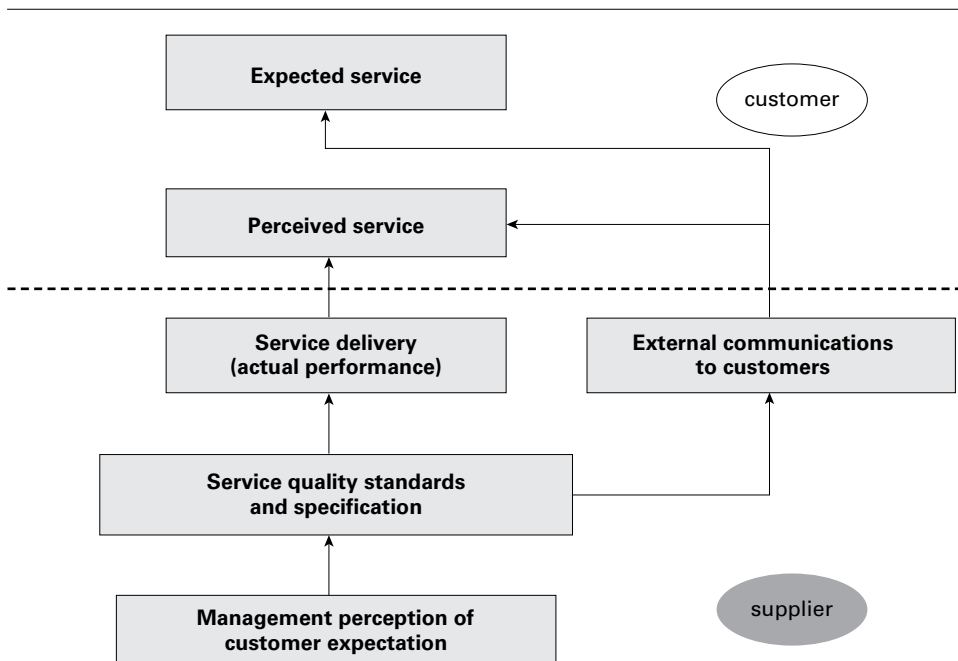 Expected service
customer
Perceived service
Service delivery
(actual performance)
External communications
to customers
Service quality standards
and specification
Management perception of
customer expectation
supplier